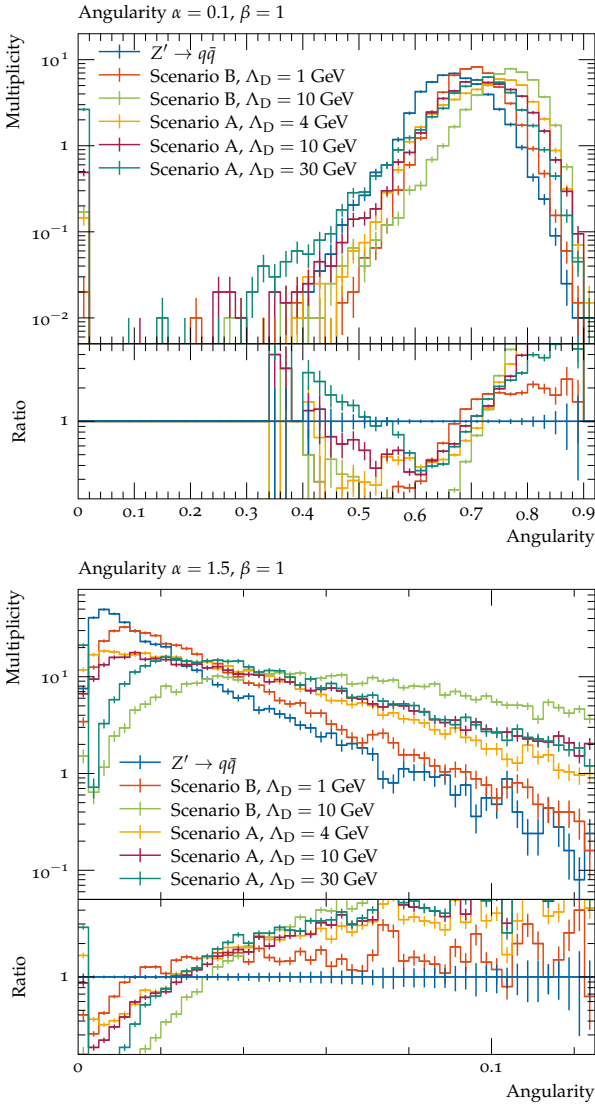 Angularity α = 0.1, β = 1
Multiplicity
10¹
1
10⁻¹
10⁻²
Z′ → qq̄
Scenario B, Λ_D = 1 GeV
Scenario B, Λ_D = 10 GeV
Scenario A, Λ_D = 4 GeV
Scenario A, Λ_D = 10 GeV
Scenario A, Λ_D = 30 GeV
Ratio
1
0 0.1 0.2 0.3 0.4 0.5 0.6 0.7 0.8 0.9
Angularity
Angularity α = 1.5, β = 1
Multiplicity
10¹
1
10⁻¹
Z′ → qq̄
Scenario B, Λ_D = 1 GeV
Scenario B, Λ_D = 10 GeV
Scenario A, Λ_D = 4 GeV
Scenario A, Λ_D = 10 GeV
Scenario A, Λ_D = 30 GeV
Ratio
1
0 0.1
Angularity